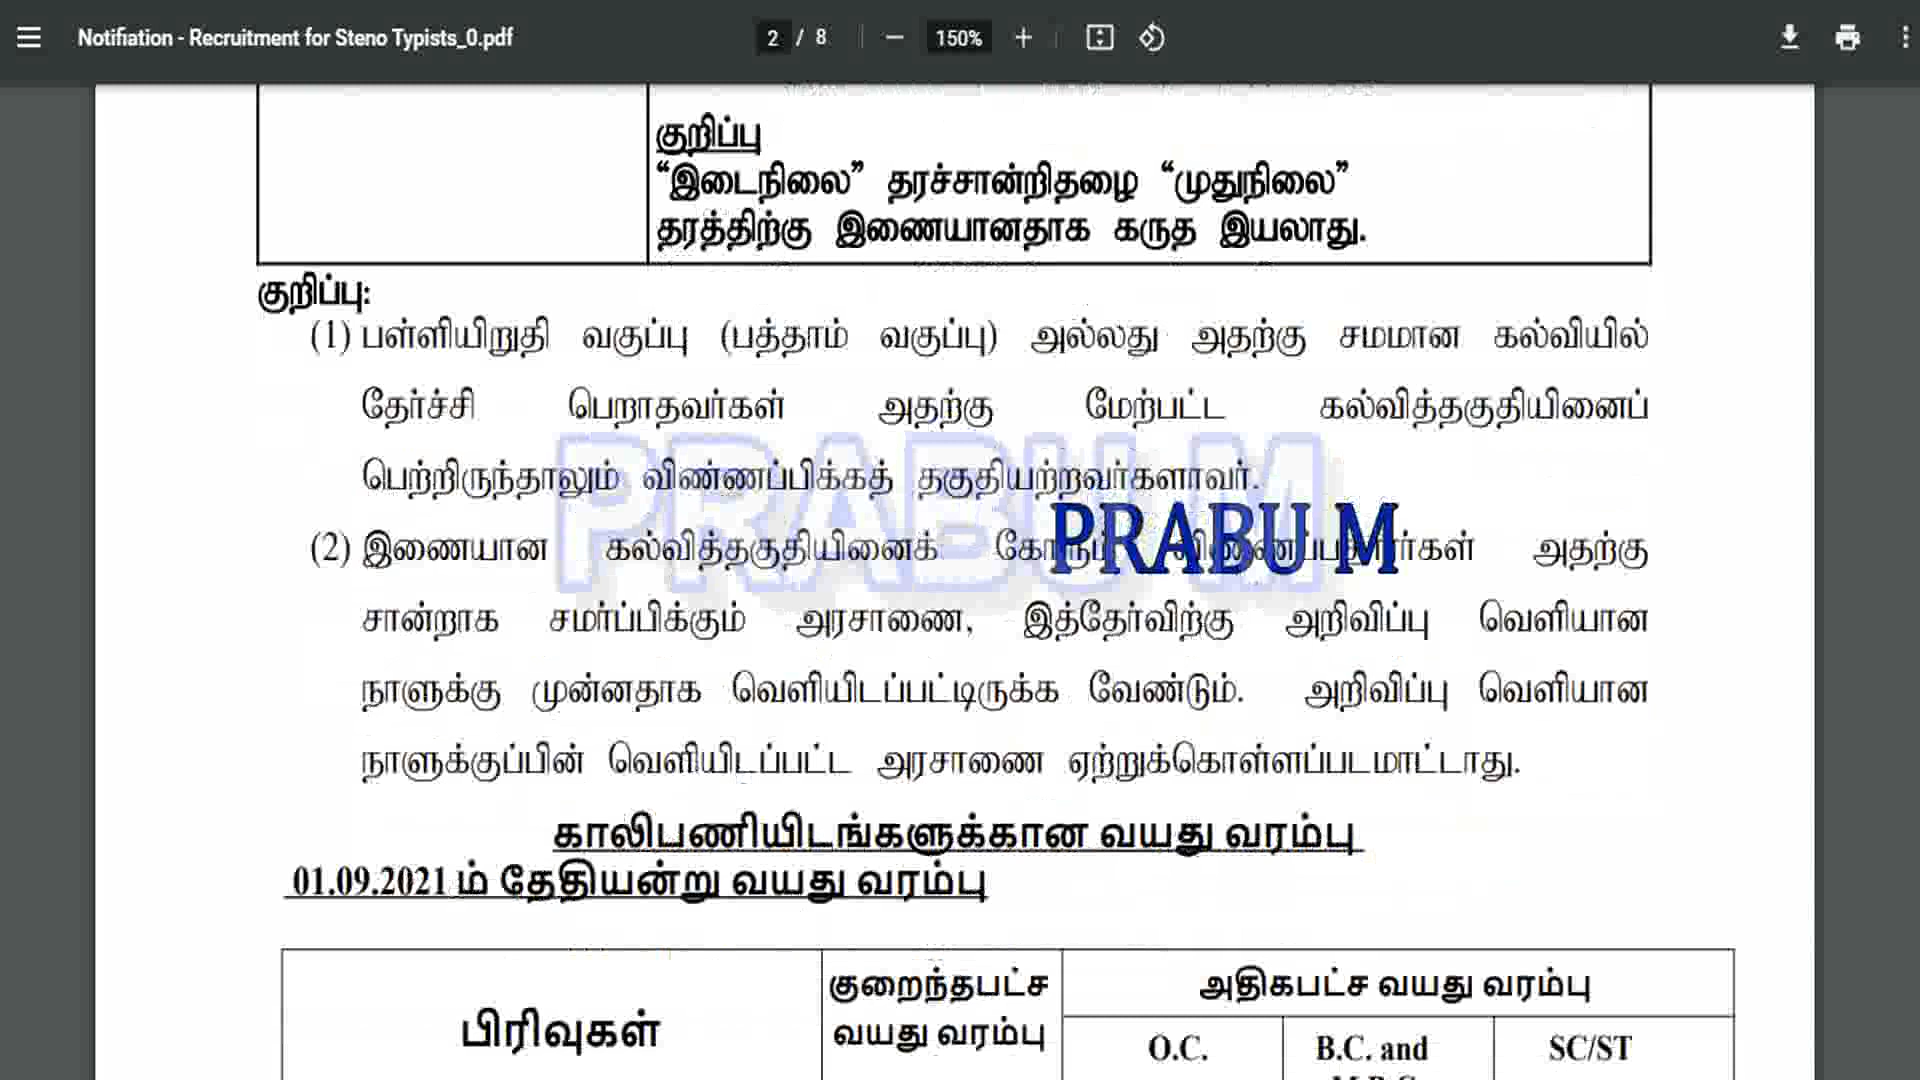 Notifiation - Recruitment for Steno Typists_0.pdf
2 / 8
150%
குறிப்பு
“இடைநிலை” தரச்சான்றிதழை “முதுநிலை”
தரத்திற்கு இணையானதாக கருத இயலாது.
குறிப்பு:
(1) பள்ளியிறுதி வகுப்பு (பத்தாம் வகுப்பு) அல்லது அதற்கு சமமான கல்வியில்
தேர்ச்சி பெறாதவர்கள் அதற்கு மேற்பட்ட கல்வித்தகுதியினைப்
பெற்றிருந்தாலும் விண்ணப்பிக்கத் தகுதியற்றவர்களாவர்.
PRABU M
PRABU M
(2) இணையான கல்வித்தகுதியினைக் அதற்கு
சான்றாக சமர்ப்பிக்கும் அரசாணை, இத்தேர்விற்கு அறிவிப்பு வெளியான
நாளுக்கு முன்னதாக வெளியிடப்பட்டிருக்க வேண்டும். அறிவிப்பு வெளியான
நாளுக்குப்பின் வெளியிடப்பட்ட அரசாணை ஏற்றுக்கொள்ளப்படமாட்டாது.
காலிபணியிடங்களுக்கான வயது வரம்பு
01.09.2021 ம் தேதியன்று வயது வரம்பு
பிரிவுகள்
குறைந்தபட்ச
வயது வரம்பு
அதிகபட்ச வயது வரம்பு
O.C.
B.C. and
SC/ST